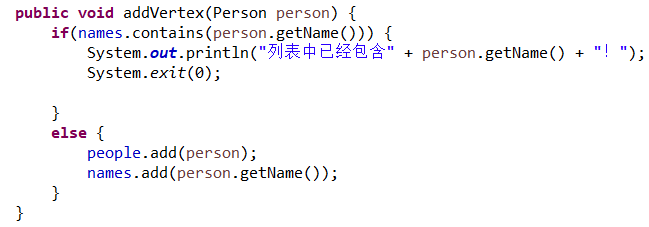 public void addVertex(Person person) {
    if(names.contains(person.getName())) {
        System.out.println("列表中已经包含" + person.getName() + "！");
        System.exit(0);
    }
    else {
        people.add(person);
        names.add(person.getName());
    }
}